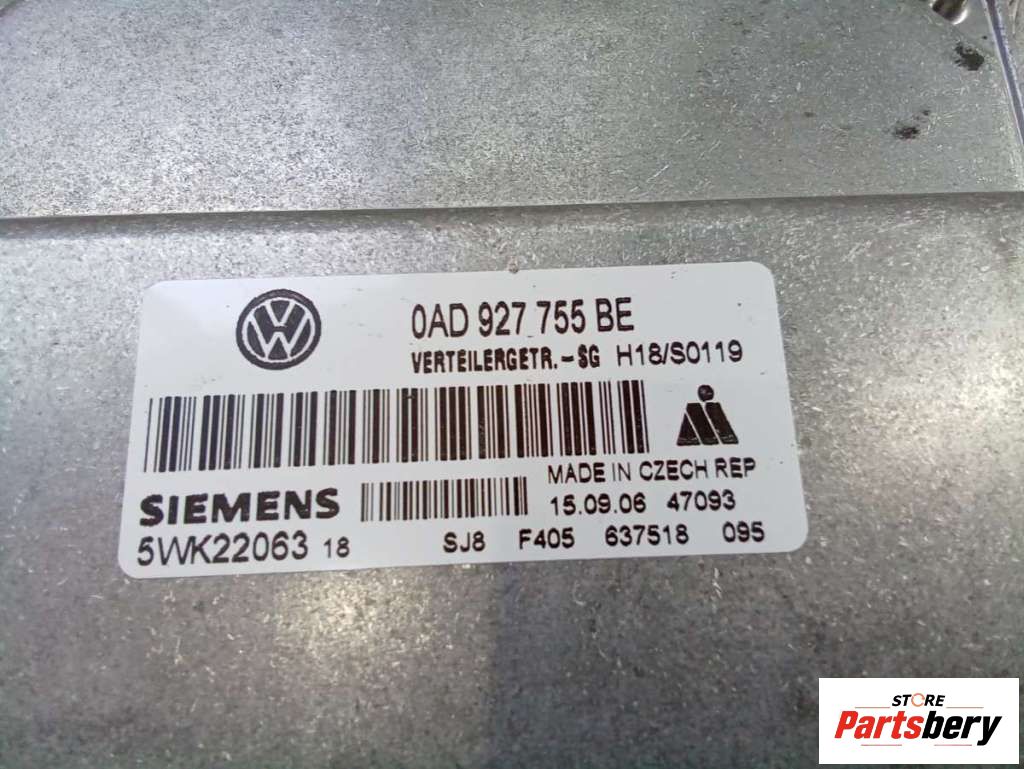 0AD 927 755 BE
VERTEILERGETR.-SG H18/S0119
MADE IN CZECH REP
SIEMENS 15.09.06 47093
5WK22063 18 SJ8 F405 637518 095
STORE
Partsbery